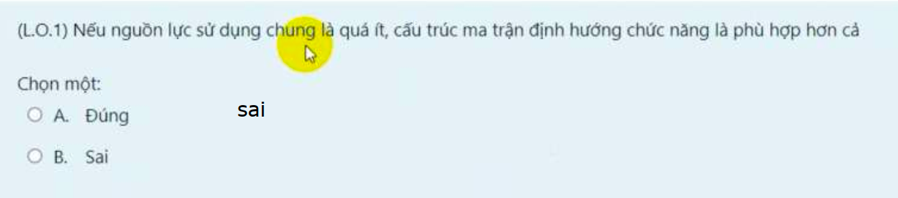 (L.O.1) Nếu nguồn lực sử dụng chung là quá ít, cấu trúc ma trận định hướng chức năng là phù hợp hơn cả
Chọn một:
A. Đúng
sai
B. Sai